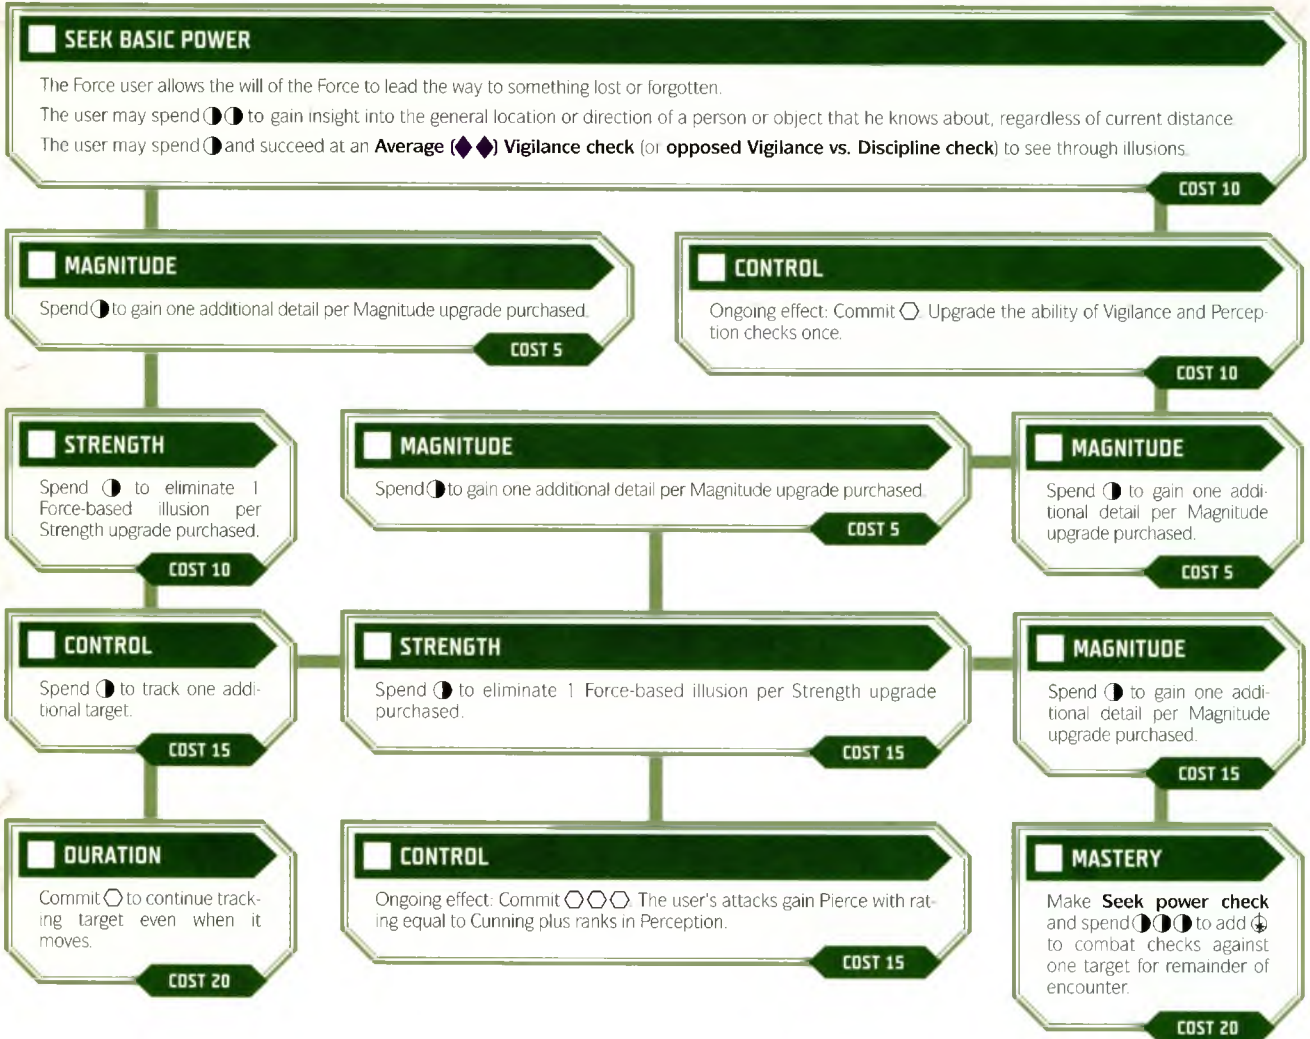 SEEK BASIC POWER
The Force user allows the will of the Force to lead the way to something lost or forgotten.
The user may spend to gain insight into the general location or direction of a person or object that he knows about, regardless of current distance.
The user may spend and succeed at an Average (◆◆) Vigilance check (or opposed Vigilance vs. Discipline check) to see through illusions.
COST 10
MAGNITUDE
Spend to gain one additional detail per Magnitude upgrade purchased.
COST 5
CONTROL
Ongoing effect: Commit . Upgrade the ability of Vigilance and Percep-
tion checks once.
COST 10
STRENGTH
Spend to eliminate 1
Force-based illusion per
Strength upgrade purchased.
COST 10
MAGNITUDE
Spend to gain one additional detail per Magnitude upgrade purchased.
COST 5
MAGNITUDE
Spend to gain one addi-
tional detail per Magnitude
upgrade purchased.
COST 5
CONTROL
Spend to track one addi-
tional target.
COST 15
STRENGTH
Spend to eliminate 1 Force-based illusion per Strength upgrade
purchased.
COST 15
MAGNITUDE
Spend to gain one addi-
tional detail per Magnitude
upgrade purchased.
COST 15
DURATION
Commit to continue track-
ing target even when it
moves.
COST 20
CONTROL
Ongoing effect: Commit . The user's attacks gain Pierce with rat-
ing equal to Cunning plus ranks in Perception.
COST 15
MASTERY
Make Seek power check
and spend to add
to combat checks against
one target for remainder of
encounter.
COST 20